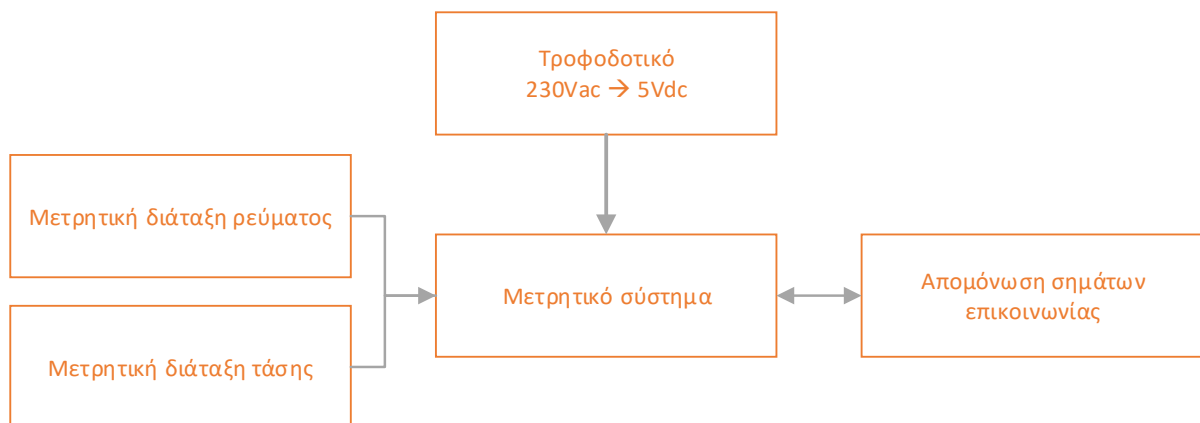 Τροφοδοτικό
230Vac → 5Vdc
Μετρητική διάταξη ρεύματος
Μετρητικό σύστημα
Απομόνωση σημάτων
επικοινωνίας
Μετρητική διάταξη τάσης